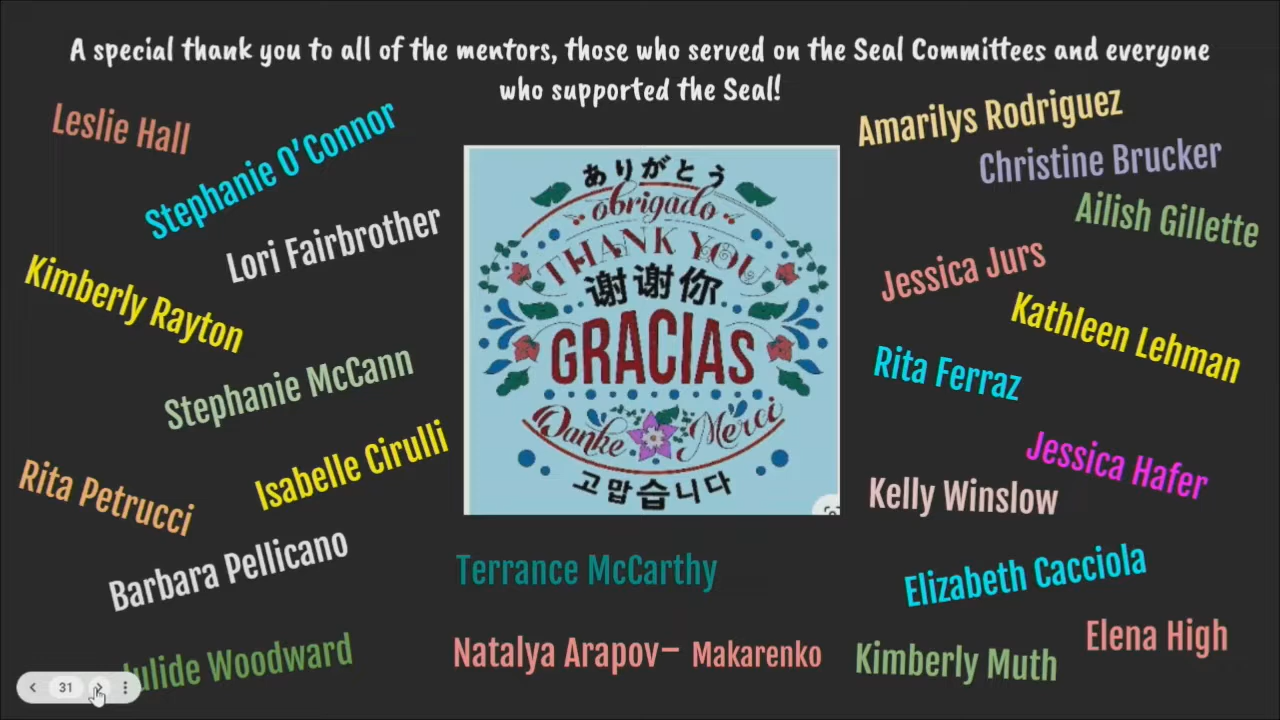 A special thank you to all of the mentors, those who served on the Seal Committees and everyone
who supported the Seal!
Leslie Hall
Stephanie O'Connor
Lori Fairbrother
Kimberly Rayton
Stephanie McCann
Isabelle Cirulli
Rita Petrucci
Barbara Pellicano
Woodward
ありがとう
obrigado
THANK YOU
谢谢你
GRACIAS
Danke Merci
고맙습니다
Terrance McCarthy
Natalya Arapov- Makarenko
Amarilys Rodriguez
Christine Brucker
Ailish Gillette
Jessica Jurs
Kathleen Lehman
Rita Ferraz
Jessica Hafer
Kelly Winslow
Elizabeth Cacciola
Elena High
Kimberly Muth
31